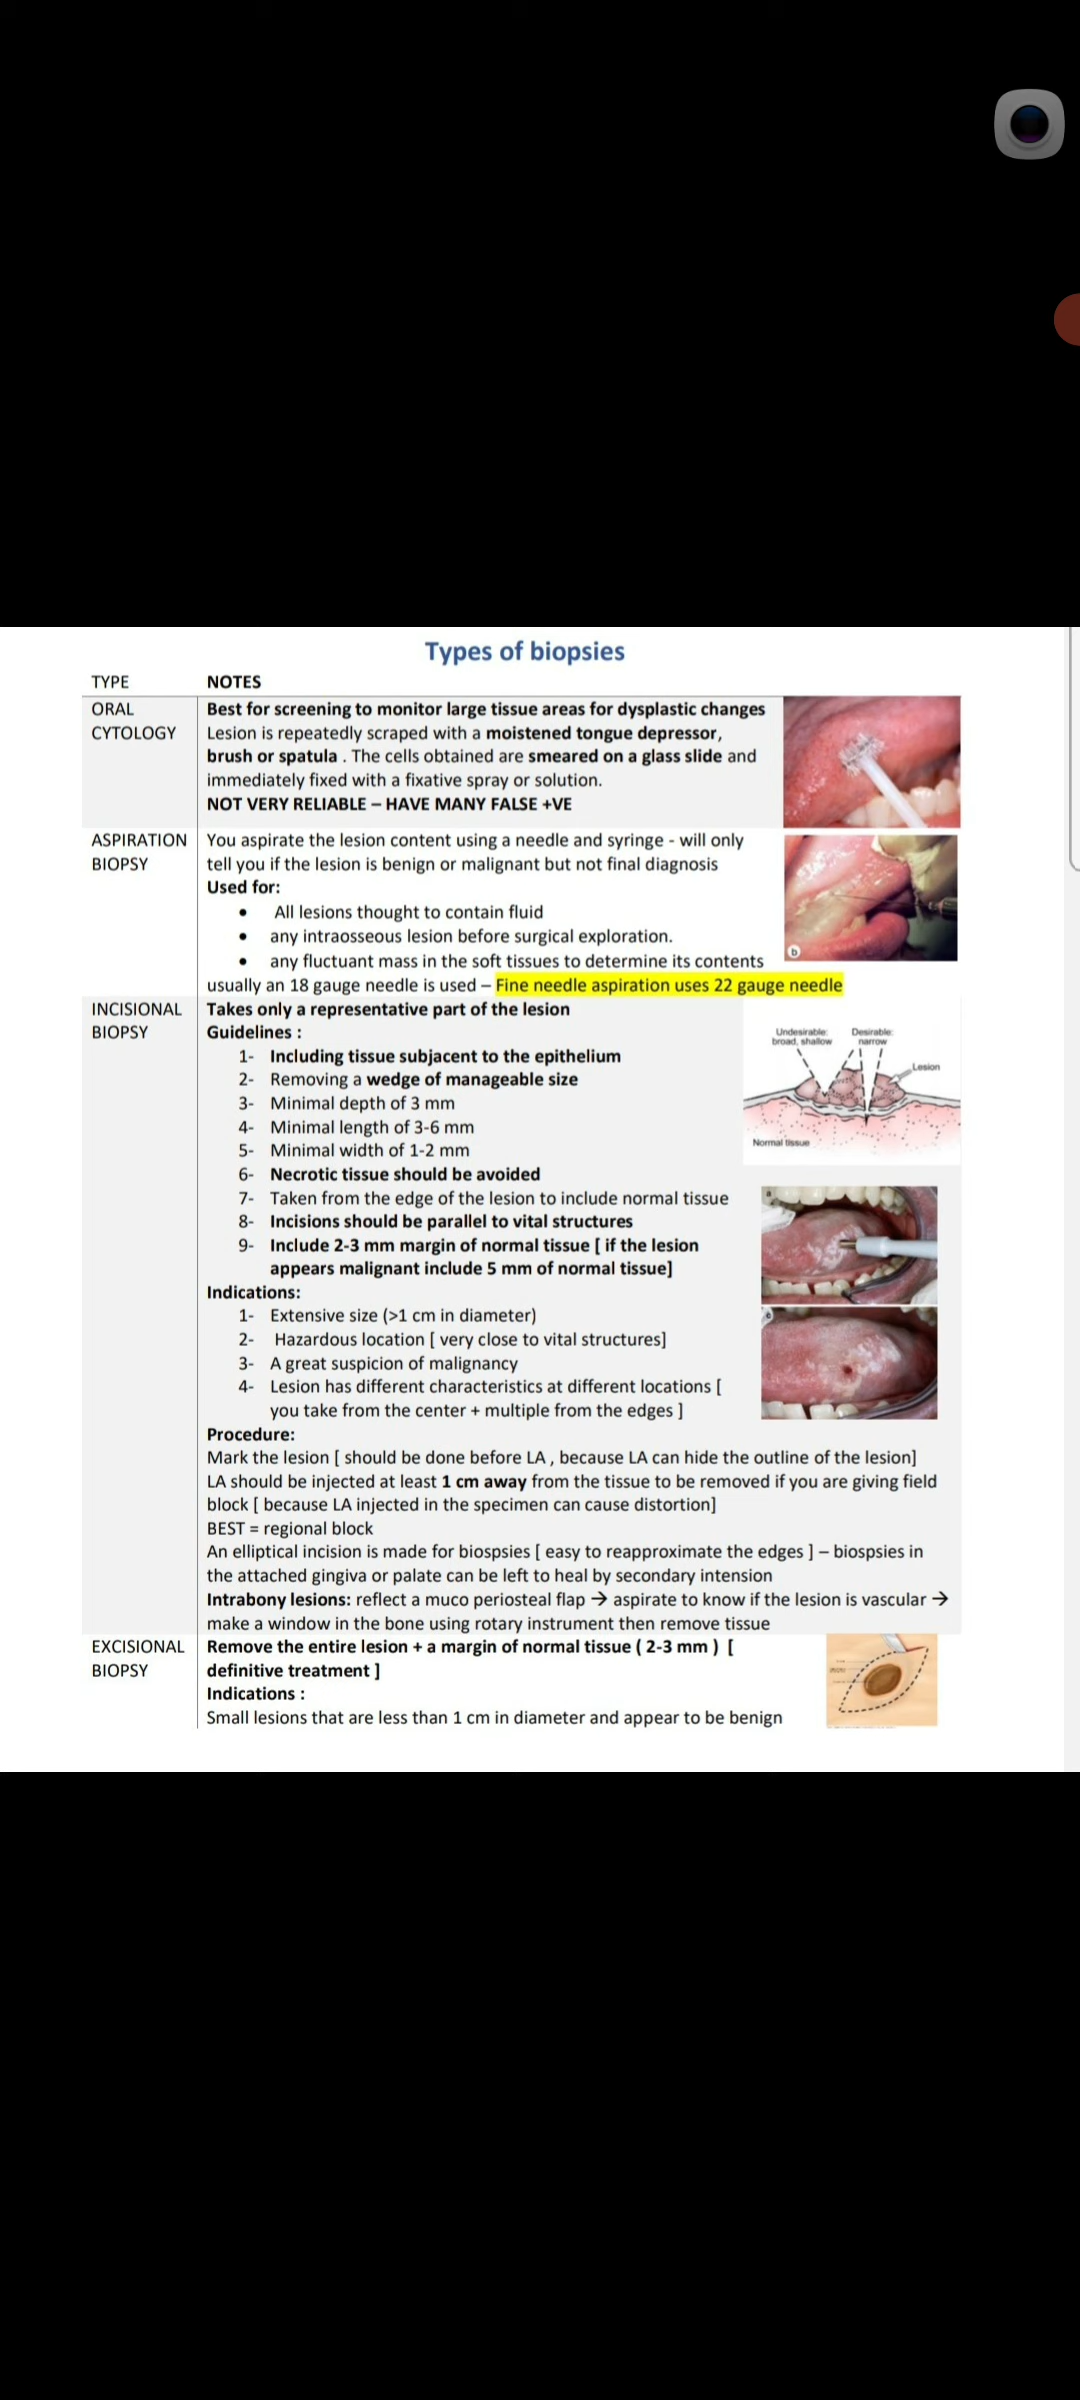 Types of biopsies
TYPE NOTES
ORAL CYTOLOGY
Best for screening to monitor large tissue areas for dysplastic changes
Lesion is repeatedly scraped with a moistened tongue depressor,
brush or spatula . The cells obtained are smeared on a glass slide and
immediately fixed with a fixative spray or solution.
NOT VERY RELIABLE – HAVE MANY FALSE +VE
ASPIRATION BIOPSY
You aspirate the lesion content using a needle and syringe - will only
tell you if the lesion is benign or malignant but not final diagnosis
Used for:
• All lesions thought to contain fluid
• any intraosseous lesion before surgical exploration.
• any fluctuant mass in the soft tissues to determine its contents
usually an 18 gauge needle is used – Fine needle aspiration uses 22 gauge needle
b
INCISIONAL BIOPSY
Takes only a representative part of the lesion
Guidelines :
1- Including tissue subjacent to the epithelium
2- Removing a wedge of manageable size
3- Minimal depth of 3 mm
4- Minimal length of 3-6 mm
5- Minimal width of 1-2 mm
6- Necrotic tissue should be avoided
7- Taken from the edge of the lesion to include normal tissue
8- Incisions should be parallel to vital structures
9- Include 2-3 mm margin of normal tissue [ if the lesion
appears malignant include 5 mm of normal tissue]
Undesirable: broad, shallow
Desirable: narrow
Lesion
Normal tissue
Indications:
1- Extensive size (>1 cm in diameter)
2- Hazardous location [ very close to vital structures]
3- A great suspicion of malignancy
4- Lesion has different characteristics at different locations [
you take from the center + multiple from the edges ]
Procedure:
Mark the lesion [ should be done before LA , because LA can hide the outline of the lesion]
LA should be injected at least 1 cm away from the tissue to be removed if you are giving field
block [ because LA injected in the specimen can cause distortion]
BEST = regional block
An elliptical incision is made for biospsies [ easy to reapproximate the edges ] – biospsies in
the attached gingiva or palate can be left to heal by secondary intension
Intrabony lesions: reflect a muco periosteal flap → aspirate to know if the lesion is vascular →
make a window in the bone using rotary instrument then remove tissue
EXCISIONAL BIOPSY
Remove the entire lesion + a margin of normal tissue ( 2-3 mm ) [
definitive treatment ]
Indications :
Small lesions that are less than 1 cm in diameter and appear to be benign